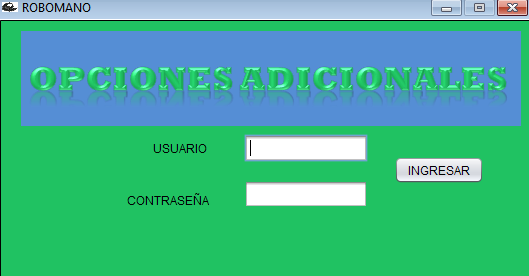 ROBOMANO
OPCIONES ADICIONALES
USUARIO
INGRESAR
CONTRASEÑA